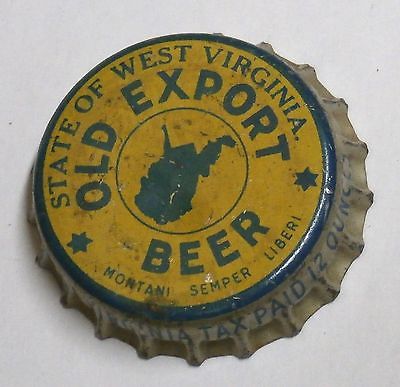 STATE OF WEST VIRGINIA.
OLD EXPORT
BEER
MONTANI SEMPER LIBERI
TAX PAID 12 OUNCES